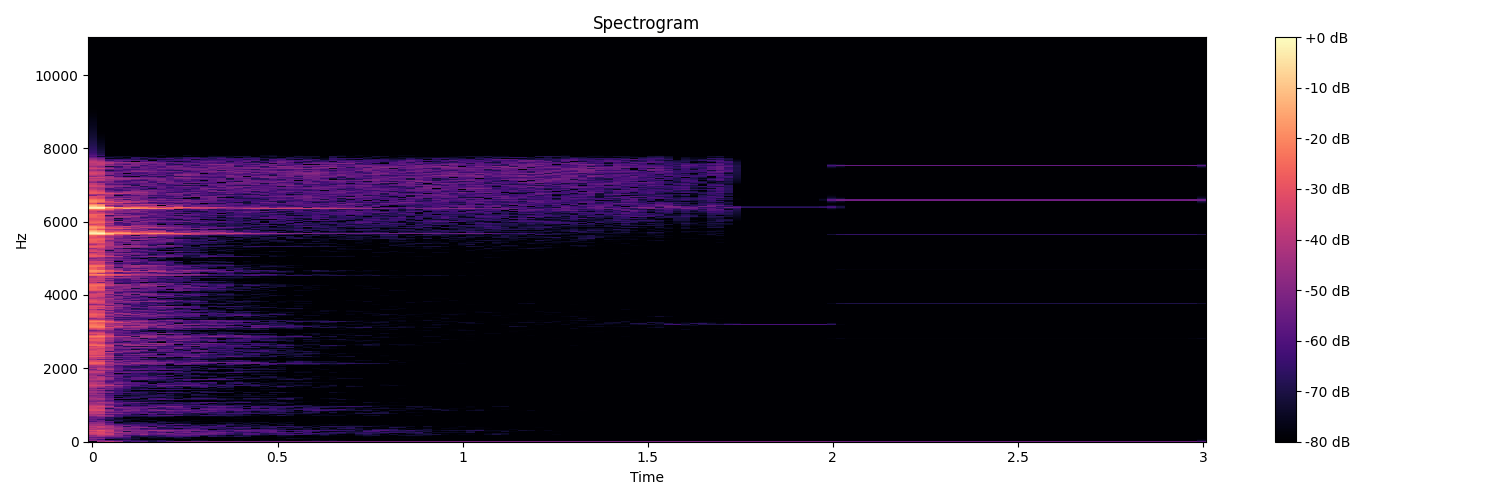 Spectrogram
Hz
10000
8000
6000
4000
2000
0
0 0.5 1 1.5 2 2.5 3
Time
+0 dB
-10 dB
-20 dB
-30 dB
-40 dB
-50 dB
-60 dB
-70 dB
-80 dB